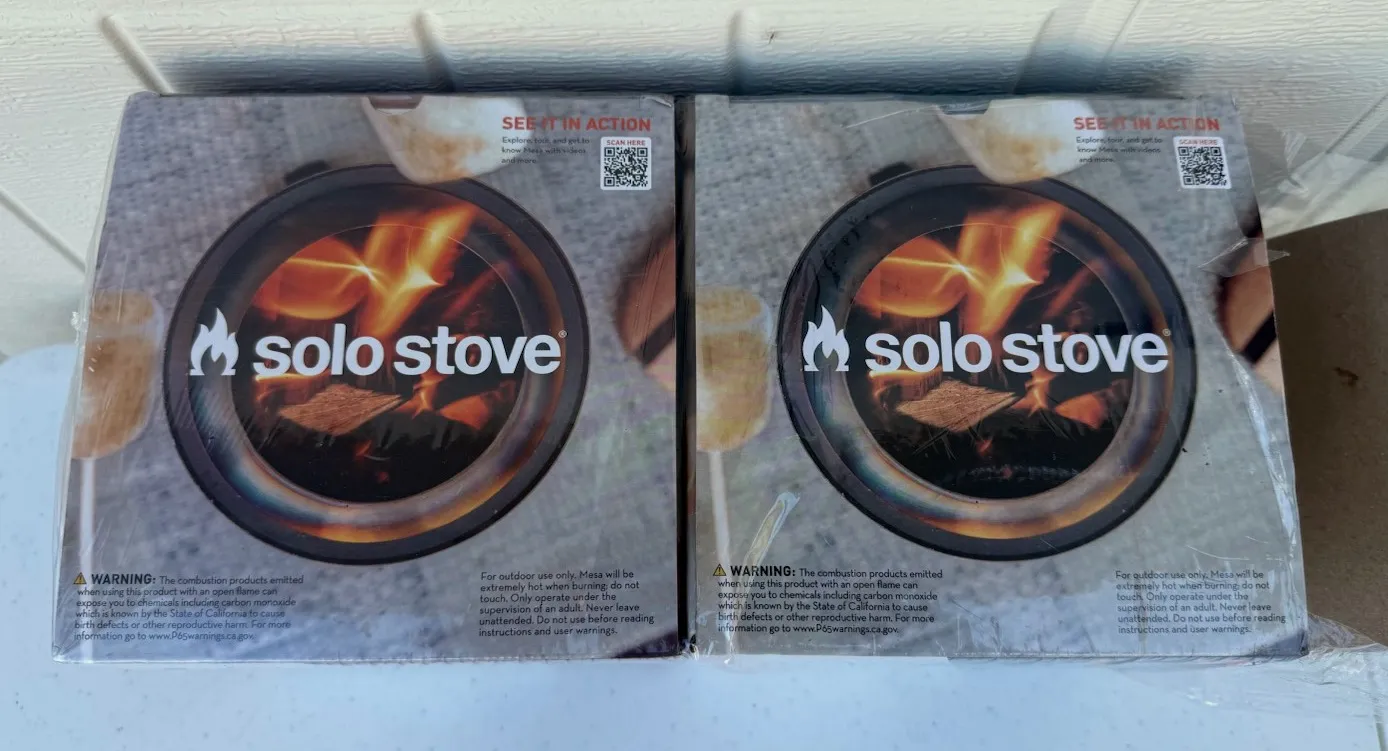 SEE IT IN ACTION
Explore, tour, and get to
know Mesa with videos
and more.
SCAN HERE
solo stove®
⚠ WARNING: The combustion products emitted
when using this product with an open flame can
expose you to chemicals including carbon monoxide
which is known by the State of California to cause
birth defects or other reproductive harm. For more
information go to www.P65warnings.ca.gov.
For outdoor use only. Mesa will be
extremely hot when burning; do not
touch. Only operate under the
supervision of an adult. Never leave
unattended. Do not use before reading
instructions and user warnings.
SEE IT IN ACTION
Explore, tour, and get to
know Mesa with videos
and more.
SCAN HERE
solo stove®
⚠ WARNING: The combustion products emitted
when using this product with an open flame can
expose you to chemicals including carbon monoxide
which is known by the State of California to cause
birth defects or other reproductive harm. For more
information go to www.P65warnings.ca.gov.
For outdoor use only. Mesa will be
extremely hot when burning; do not
touch. Only operate under the
supervision of an adult. Never leave
unattended. Do not use before reading
instructions and user warnings.